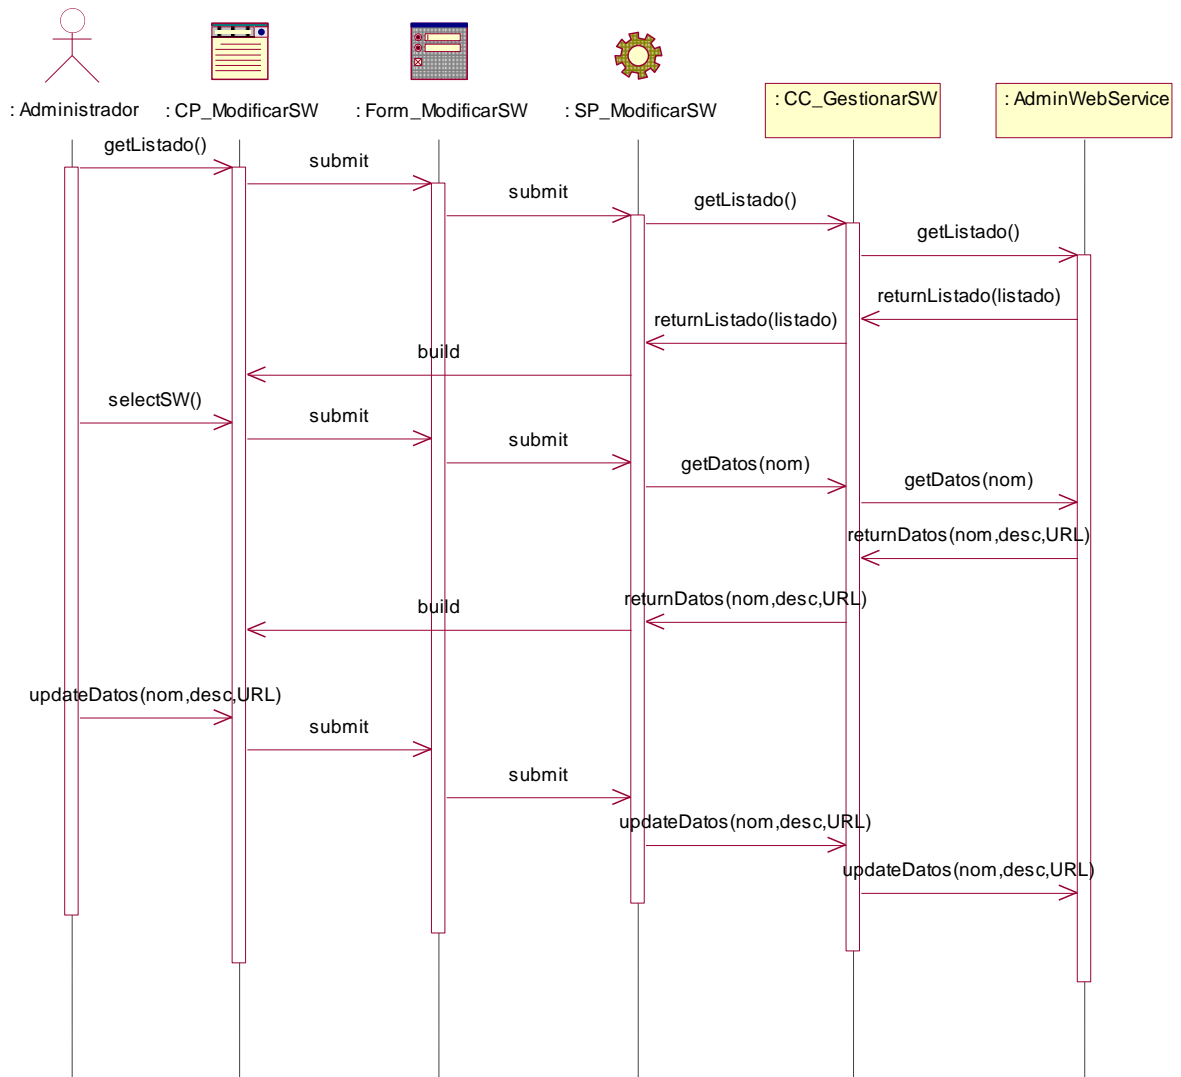 : Administrador
: CP_ModificarSW
: Form_ModificarSW
: SP_ModificarSW
: CC_GestionarSW
: AdminWebService
getListado()
submit
submit
getListado()
getListado()
returnListado(listado)
returnListado(listado)
build
selectSW()
submit
submit
getDatos(nom)
getDatos(nom)
returnDatos(nom,desc,URL)
returnDatos(nom,desc,URL)
build
updateDatos(nom,desc,URL)
submit
submit
updateDatos(nom,desc,URL)
updateDatos(nom,desc,URL)